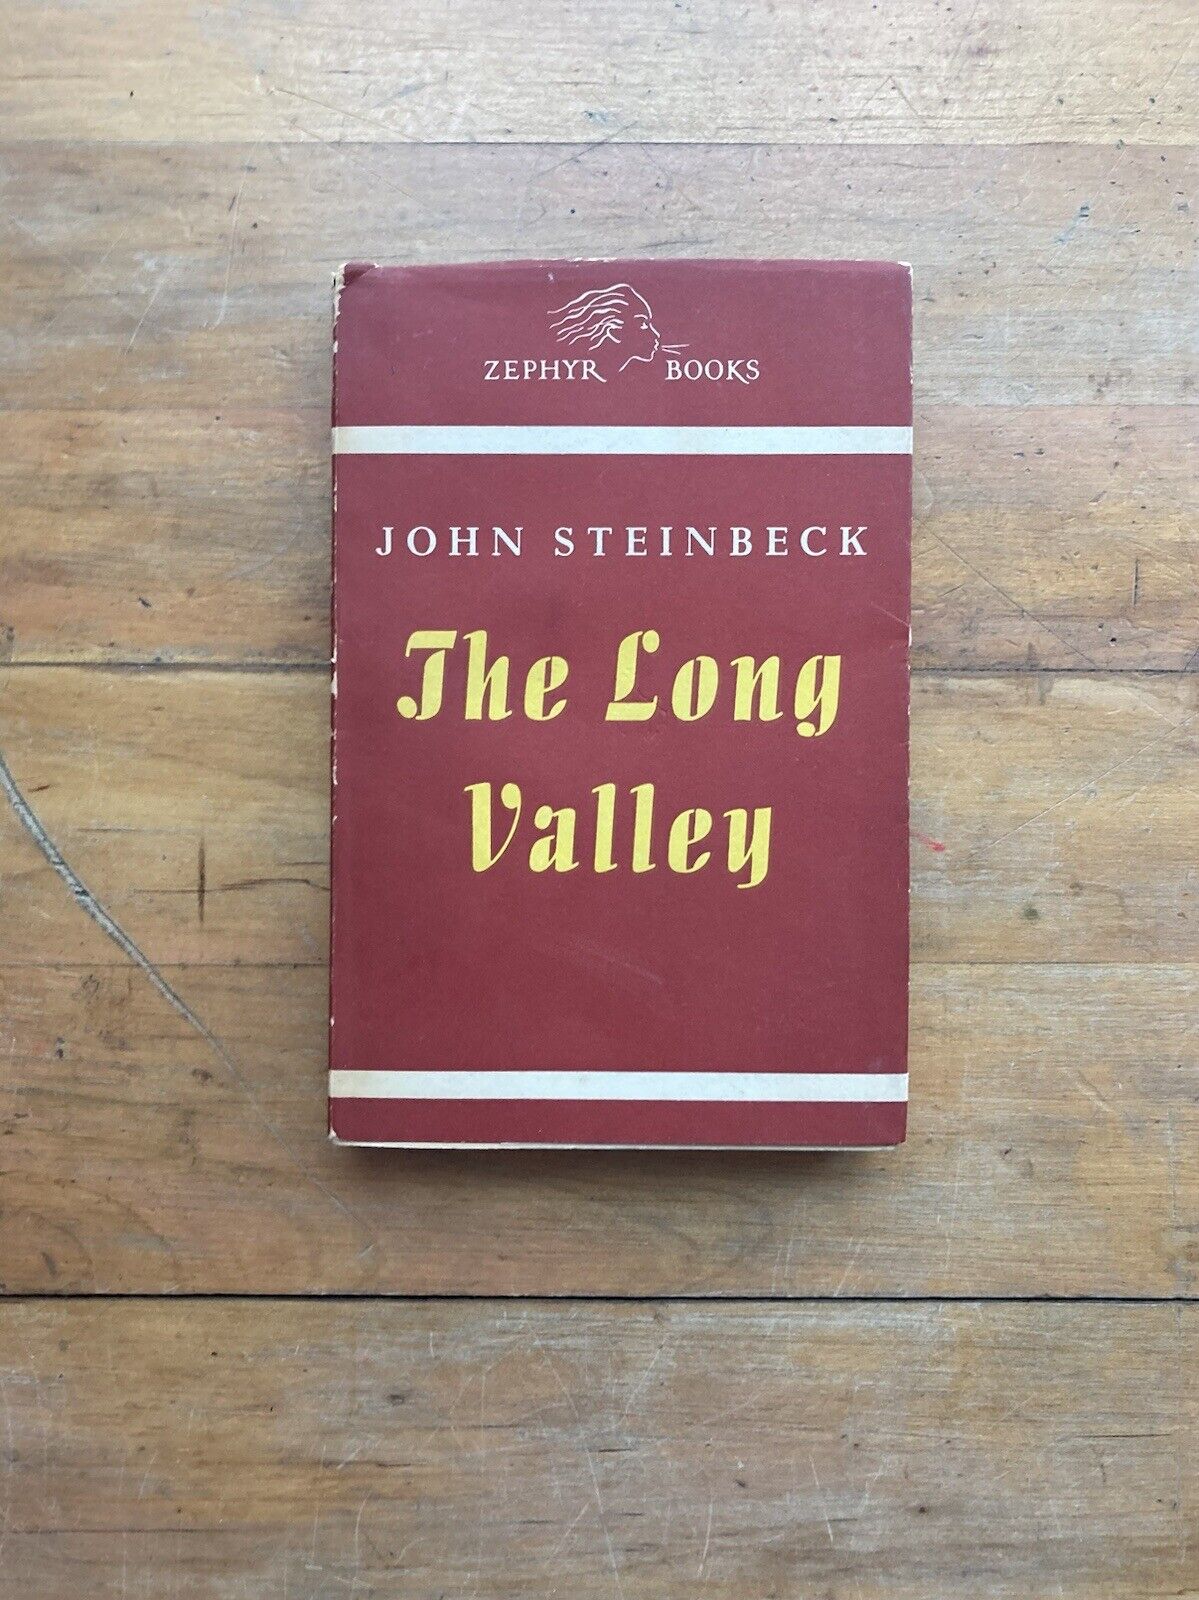 ZEPHYR BOOKS
JOHN STEINBECK
The Long
Valley